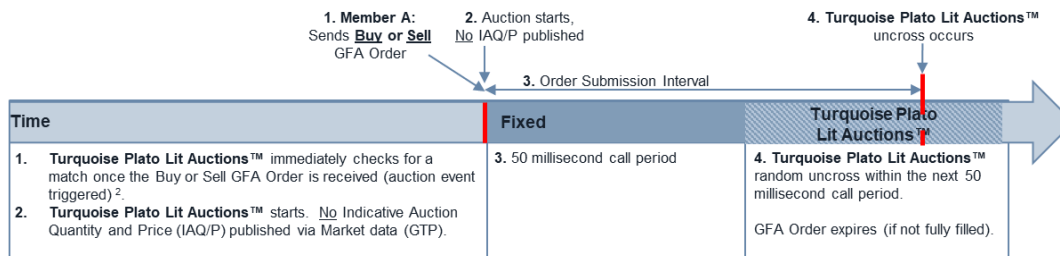 1. Member A:
Sends Buy or Sell
GFA Order
2. Auction starts,
No IAQ/P published
4. Turquoise Plato Lit Auctions™
uncross occurs
3. Order Submission Interval
Time
Fixed
Turquoise Plato
Lit Auctions™
1. Turquoise Plato Lit Auctions™ immediately checks for a
match once the Buy or Sell GFA Order is received (auction event
triggered) ².
2. Turquoise Plato Lit Auctions™ starts. No Indicative Auction
Quantity and Price (IAQ/P) published via Market data (GTP).
3. 50 millisecond call period
4. Turquoise Plato Lit Auctions™
random uncross within the next 50
millisecond call period.
GFA Order expires (if not fully filled).